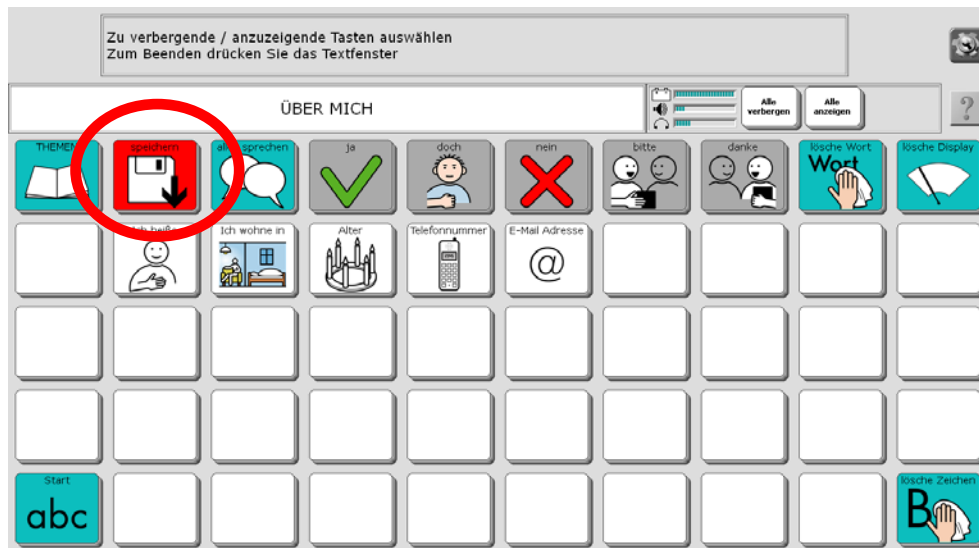 Zu verbergende / anzuzeigende Tasten auswählen
Zum Beenden drücken Sie das Textfenster
ÜBER MICH
Alle verbergen
Alle anzeigen
?
THEMEN
speichern
alles sprechen
ja
doch
nein
bitte
danke
lösche Wort
Wort
lösche Display
Ich heiße
Ich wohne in
Alter
Telefonnummer
E-Mail Adresse
@
Start
abc
lösche Zeichen
B